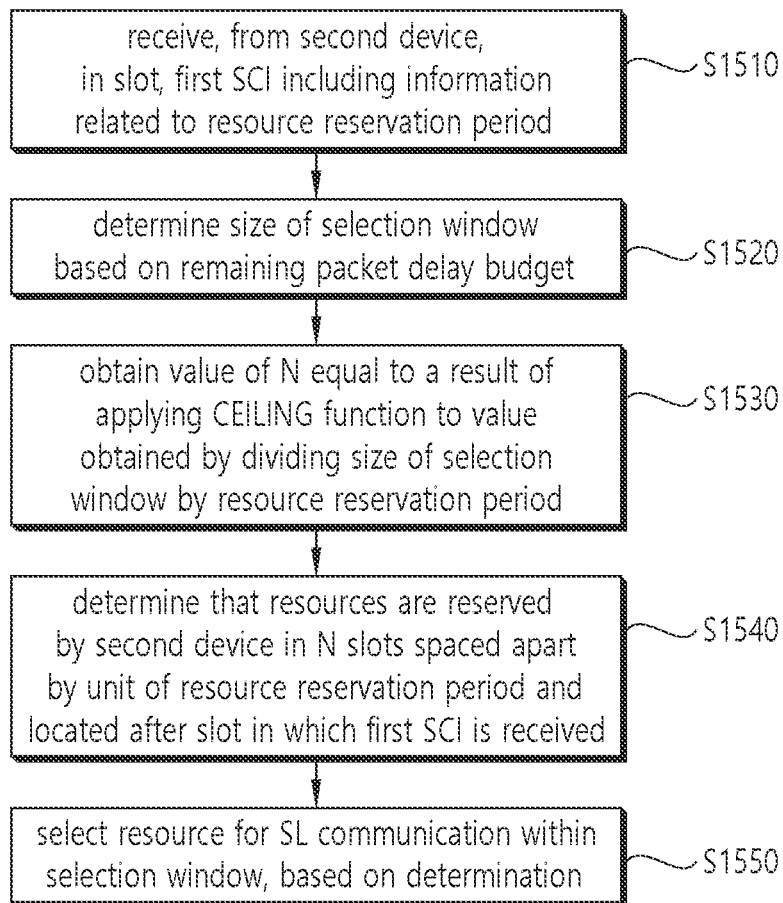 receive, from second device,
in slot, first SCI including information
related to resource reservation period
S1510
determine size of selection window
based on remaining packet delay budget
S1520
obtain value of N equal to a result of
applying CEILING function to value
obtained by dividing size of selection
window by resource reservation period
S1530
determine that resources are reserved
by second device in N slots spaced apart
by unit of resource reservation period and
located after slot in which first SCI is received
S1540
select resource for SL communication within
selection window, based on determination
S1550